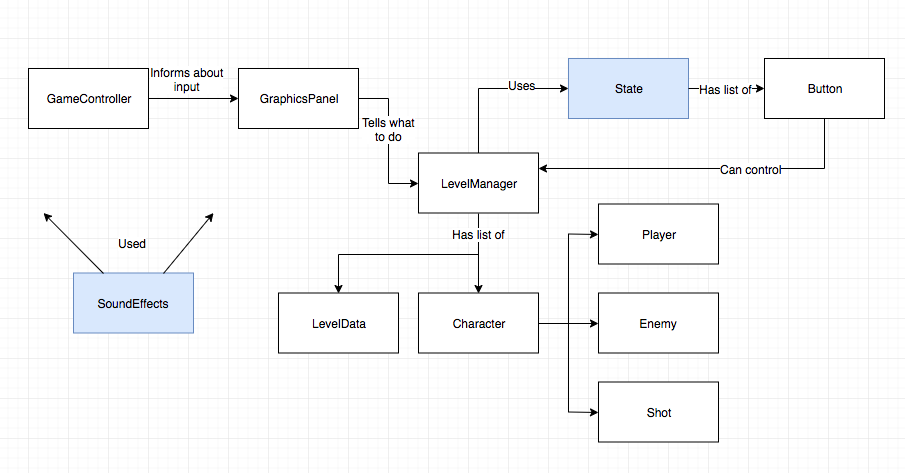 GameController
Informs about
input
GraphicsPanel
Tells what
to do
Uses
State
Has list of
Button
LevelManager
Can control
Has list of
Player
Used
SoundEffects
LevelData
Character
Enemy
Shot